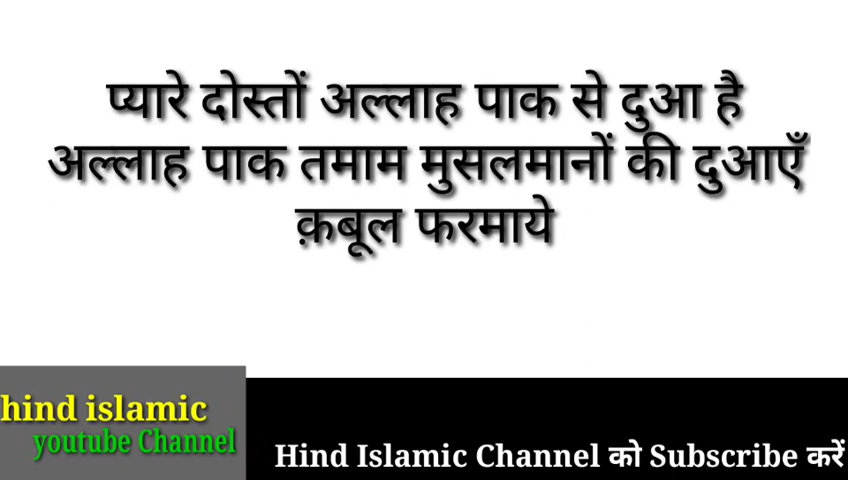 प्यारे दोस्तों अल्लाह पाक से दुआ है
अल्लाह पाक तमाम मुसलमानों की दुआएँ
क़बूल फरमाये
hind islamic
youtube Channel
Hind Islamic Channel को Subscribe करें